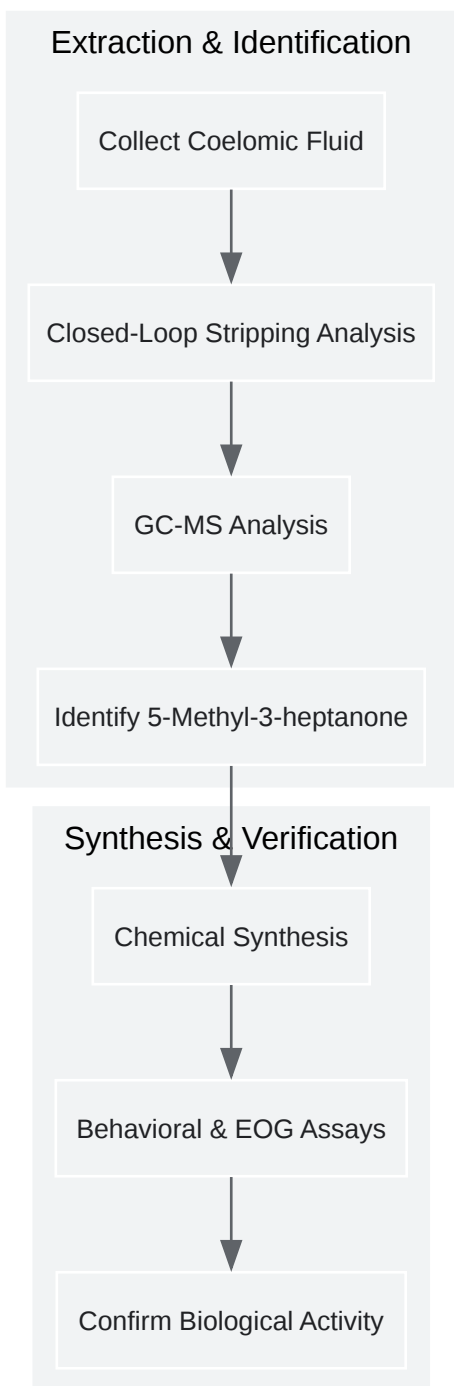 Extraction & Identification
Collect Coelomic Fluid
Closed-Loop Stripping Analysis
GC-MS Analysis
Identify 5-Methyl-3-heptanone
Synthesis & Verification
Chemical Synthesis
Behavioral & EOG Assays
Confirm Biological Activity